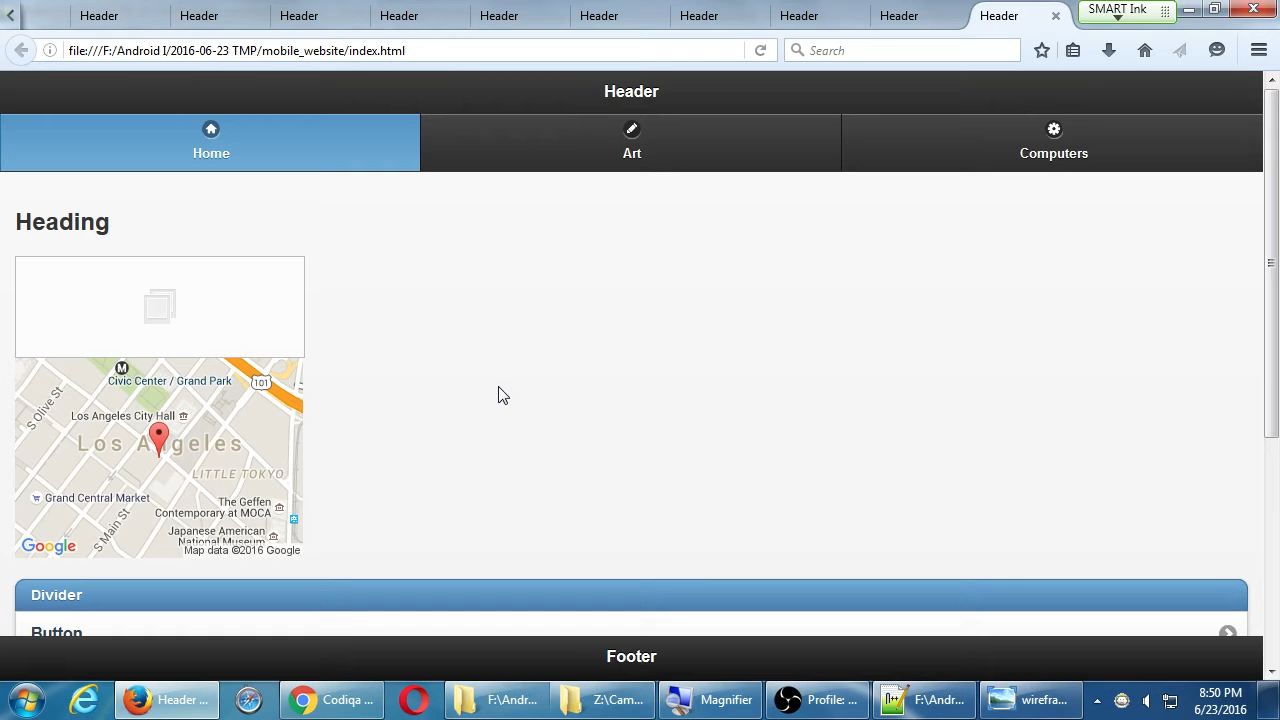 Header Header Header Header Header Header Header Header Header Header SMART Ink
file:///F:/Android I/2016-06-23 TMP/mobile_website/index.html Search
Header
Home Art Computers
Heading
M
Civic Center / Grand Park 101
S Olive St
Los Angeles City Hall
Los Angeles
LITTLE TOKYO
Grand Central Market
The Geffen
Contemporary at MOCA
S Main St
Japanese American
National Museum
Google Map data ©2016 Google
Divider
Button
Footer
Header ... Codiqa ... F:\Andr... Z:\Cam... Magnifier Profile: ... F:\Andr... wirefra... 8:50 PM
6/23/2016